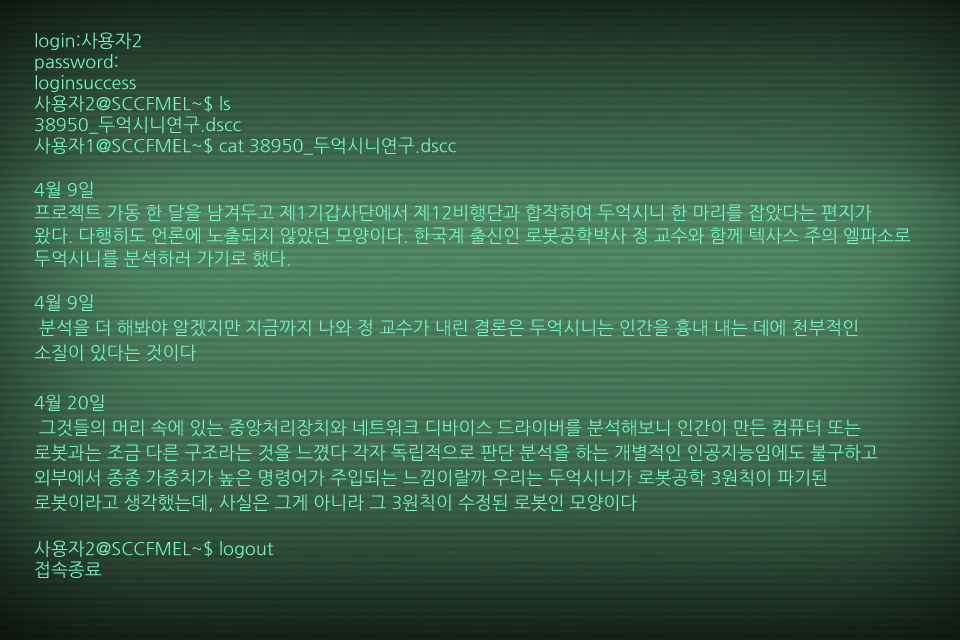 login:사용자2
password:
loginsuccess
사용자2@SCCFMEL~$ ls
38950_두억시니연구.dscc
사용자1@SCCFMEL~$ cat 38950_두억시니연구.dscc
4월 9일
프로젝트 가동 한 달을 남겨두고 제1기갑사단에서 제12비행단과 합작하여 두억시니 한 마리를 잡았다는 편지가
왔다. 다행히도 언론에 노출되지 않았던 모양이다. 한국계 출신인 로봇공학박사 정 교수와 함께 텍사스 주의 엘파소로
두억시니를 분석하러 가기로 했다.
4월 9일
분석을 더 해봐야 알겠지만 지금까지 나와 정 교수가 내린 결론은 두억시니는 인간을 흉내 내는 데에 천부적인
소질이 있다는 것이다
4월 20일
그것들의 머리 속에 있는 중앙처리장치와 네트워크 디바이스 드라이버를 분석해보니 인간이 만든 컴퓨터 또는
로봇과는 조금 다른 구조라는 것을 느꼈다 각자 독립적으로 판단 분석을 하는 개별적인 인공지능임에도 불구하고
외부에서 종종 가중치가 높은 명령어가 주입되는 느낌이랄까 우리는 두억시니가 로봇공학 3원칙이 파기된
로봇이라고 생각했는데, 사실은 그게 아니라 그 3원칙이 수정된 로봇인 모양이다
사용자2@SCCFMEL~$ logout
접속종료